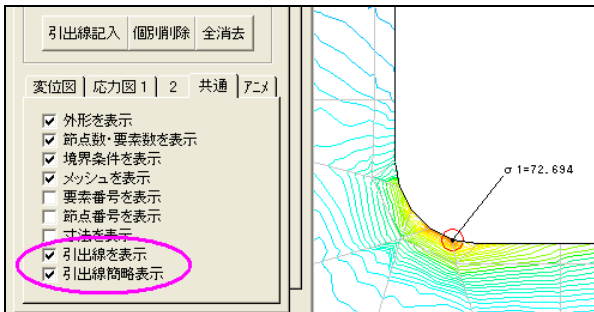 引出線記入 個別削除 全消去
変位図 応力図1 2 共通 アニメ
外形を表示
節点数・要素数を表示
境界条件を表示
メッシュを表示
要素番号を表示
節点番号を表示
寸法を表示
引出線を表示
引出線簡略表示
σ1=72.694